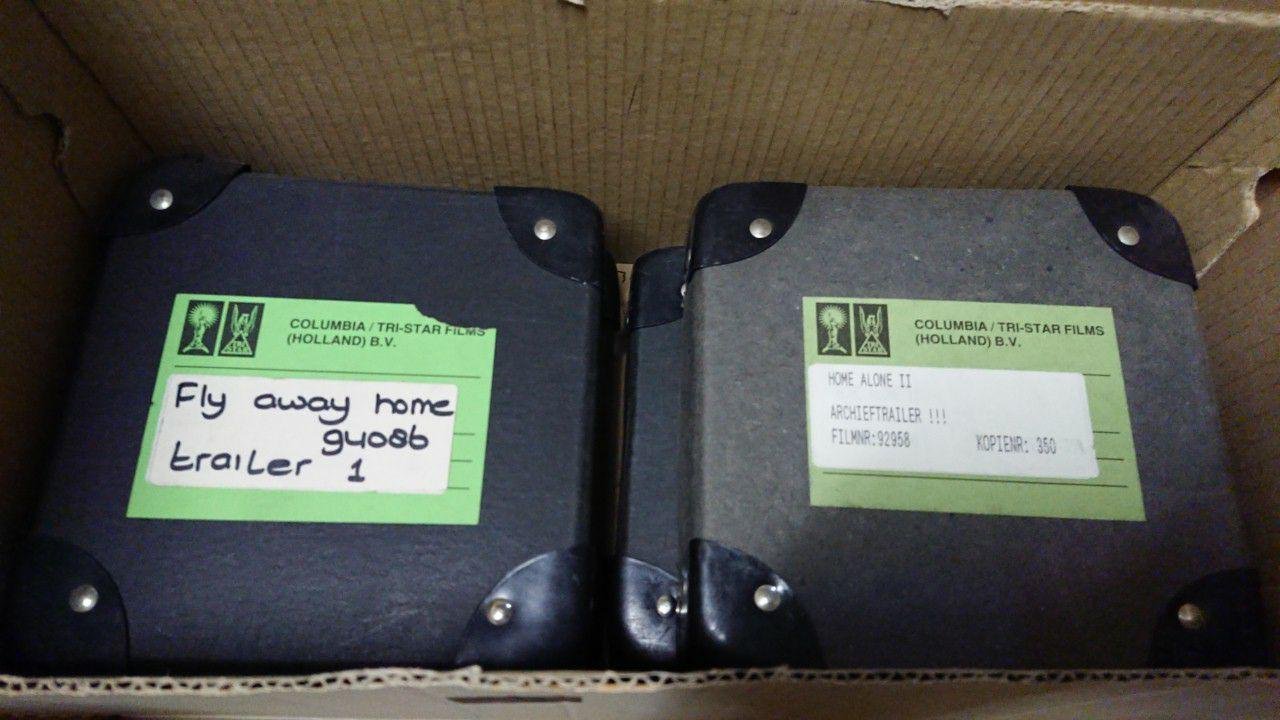 COLUMBIA / TRI-STAR FILMS
(HOLLAND) B.V.
Fly away home
94086
trailer 1
COLUMBIA / TRI-STAR FILMS
(HOLLAND) B.V.
HOME ALONE II
ARCHIEFTRAILER !!!
FILMNR:92958 KOPIENR: 350